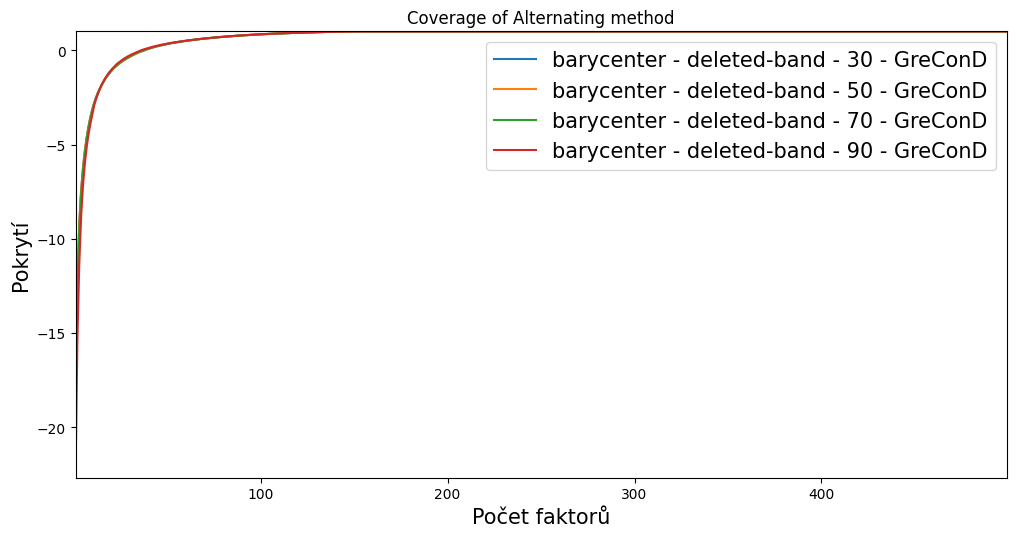 Coverage of Alternating method
barycenter - deleted-band - 30 - GreConD
barycenter - deleted-band - 50 - GreConD
barycenter - deleted-band - 70 - GreConD
barycenter - deleted-band - 90 - GreConD
Pokrytí
0
−5
−10
−15
−20
100
200
300
400
Počet faktorů